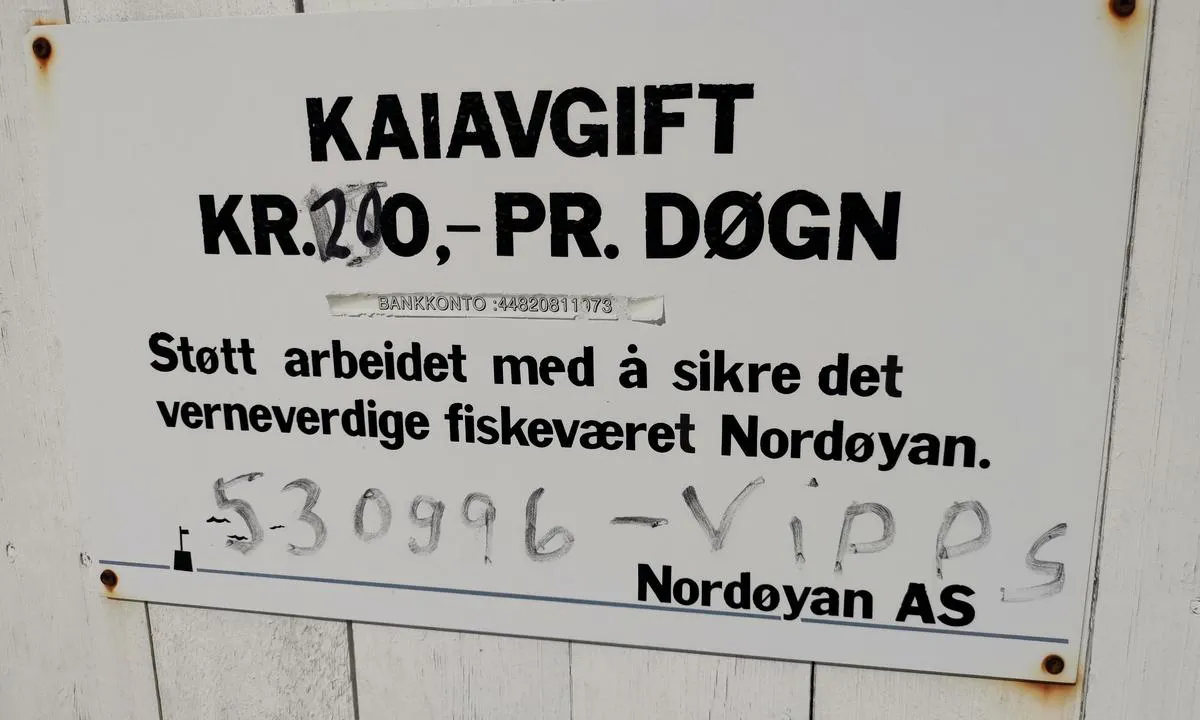 KAIAVGIFT
KR.200,- PR. DØGN
BANKKONTO :44820811073
Støtt arbeidet med å sikre det
verneverdige fiskeværet Nordøyan.
530996 - Vipps
Nordøyan AS